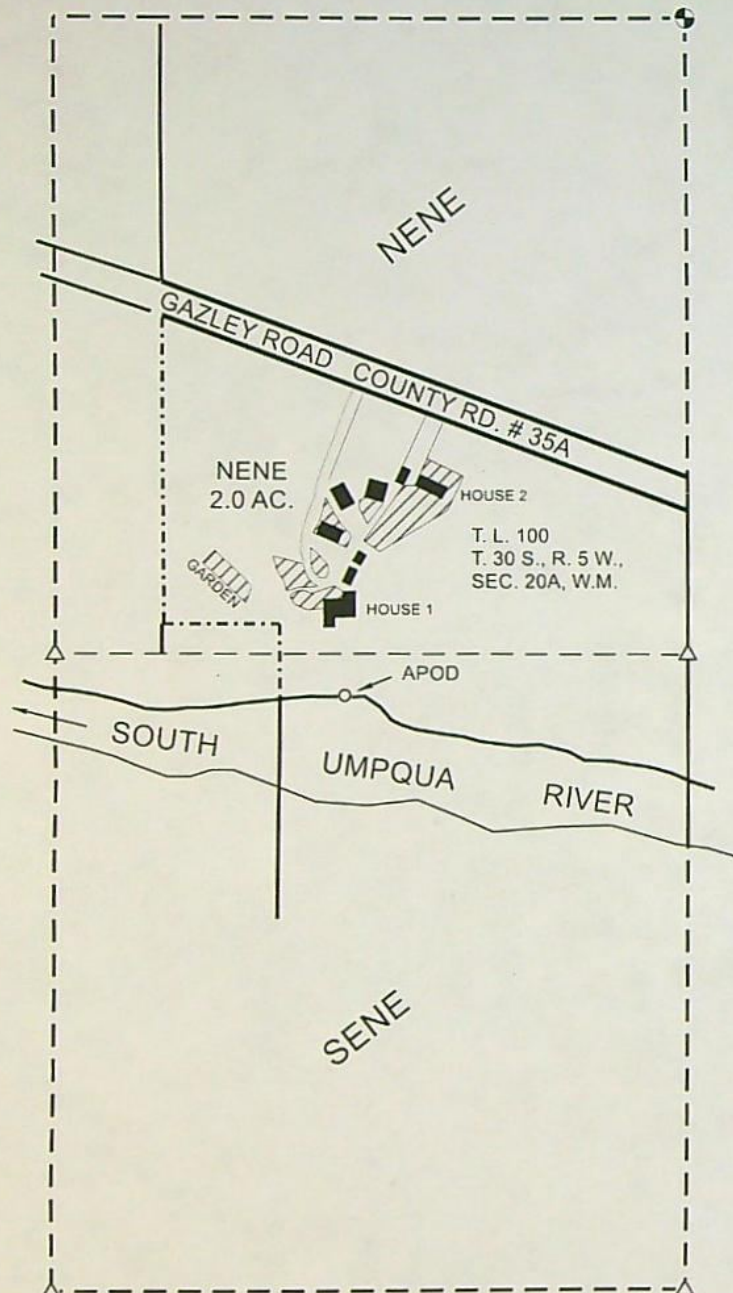 NENE
GAZLEY ROAD COUNTY RD. # 35A
NENE
2.0 AC.
HOUSE 2
T. L. 100
T. 30 S., R. 5 W.,
SEC. 20A, W.M.
GARDEN
HOUSE 1
APOD
SOUTH UMPQUA RIVER
SENE